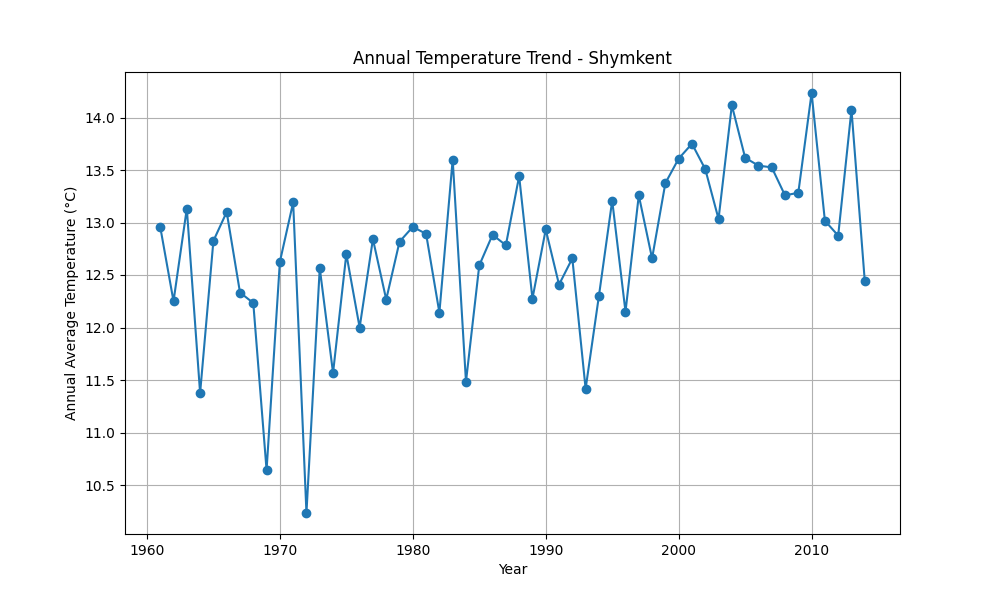 Annual Temperature Trend - Shymkent
Annual Average Temperature (°C)
14.0
13.5
13.0
12.5
12.0
11.5
11.0
10.5
1960 1970 1980 1990 2000 2010
Year